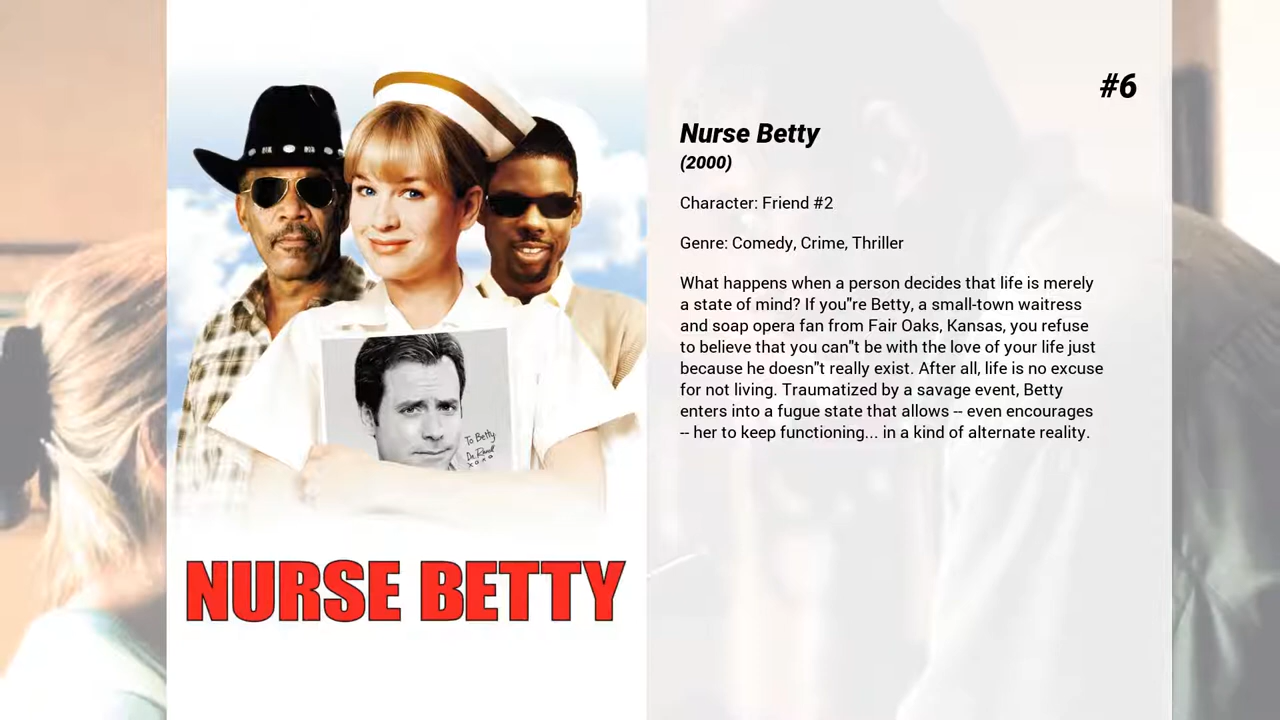 #6
Nurse Betty
(2000)
Character: Friend #2
Genre: Comedy, Crime, Thriller
What happens when a person decides that life is merely
a state of mind? If you"re Betty, a small-town waitress
and soap opera fan from Fair Oaks, Kansas, you refuse
to believe that you can"t be with the love of your life just
because he doesn"t really exist. After all, life is no excuse
for not living. Traumatized by a savage event, Betty
enters into a fugue state that allows -- even encourages
-- her to keep functioning... in a kind of alternate reality.
To Betty
xoxo
NURSE BETTY